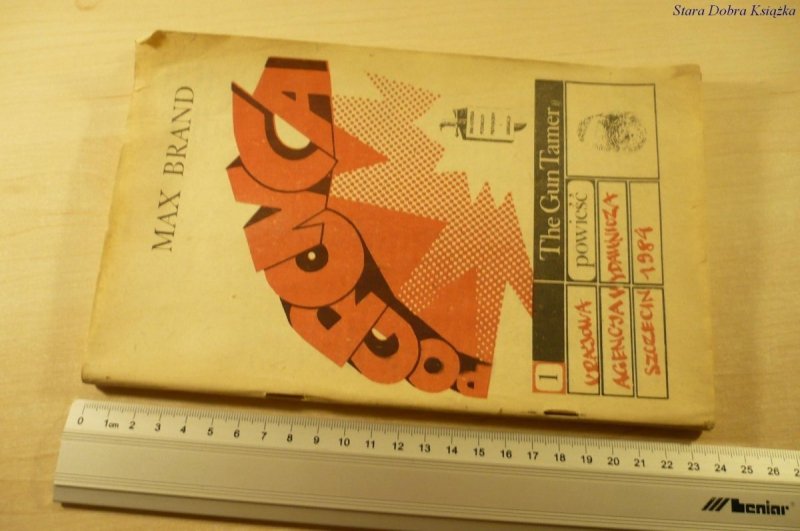 Stara Dobra Książka
MAX BRAND
POGROMCA
The Gun Tamer
powieść
1
KRAJOWA
AGENCJA WYDAWNICZA
SZCZECIN 1984
0 1cm 2 3 4 5 6 7 8 9 10 11 12 13 14 15 16 17 18 19 20 21 22 23 24 25 26
leniar